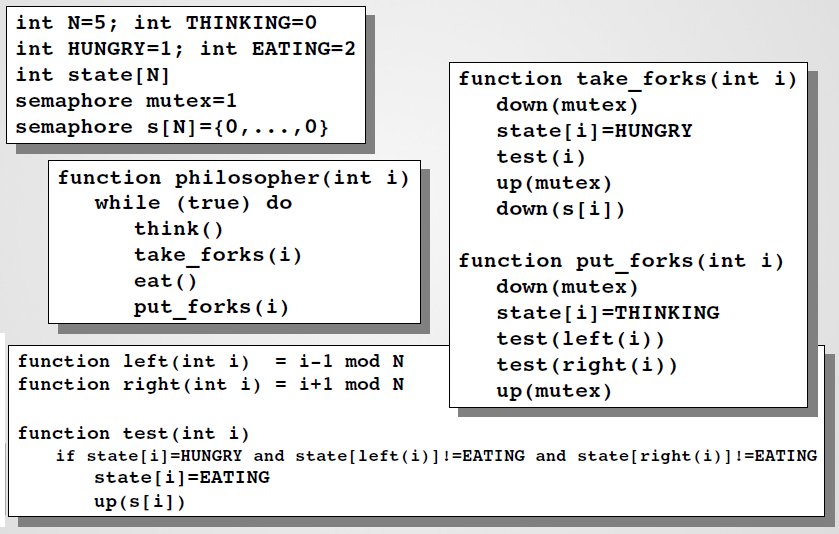 int N=5; int THINKING=0
int HUNGRY=1; int EATING=2
int state[N]
semaphore mutex=1
semaphore s[N]={0,...,0}
function philosopher(int i)
while (true) do
think()
take_forks(i)
eat()
put_forks(i)
function take_forks(int i)
down(mutex)
state[i]=HUNGRY
test(i)
up(mutex)
down(s[i])
function put_forks(int i)
down(mutex)
state[i]=THINKING
test(left(i))
test(right(i))
up(mutex)
function left(int i) = i-1 mod N
function right(int i) = i+1 mod N
function test(int i)
if state[i]=HUNGRY and state[left(i)]!=EATING and state[right(i)]!=EATING
state[i]=EATING
up(s[i])